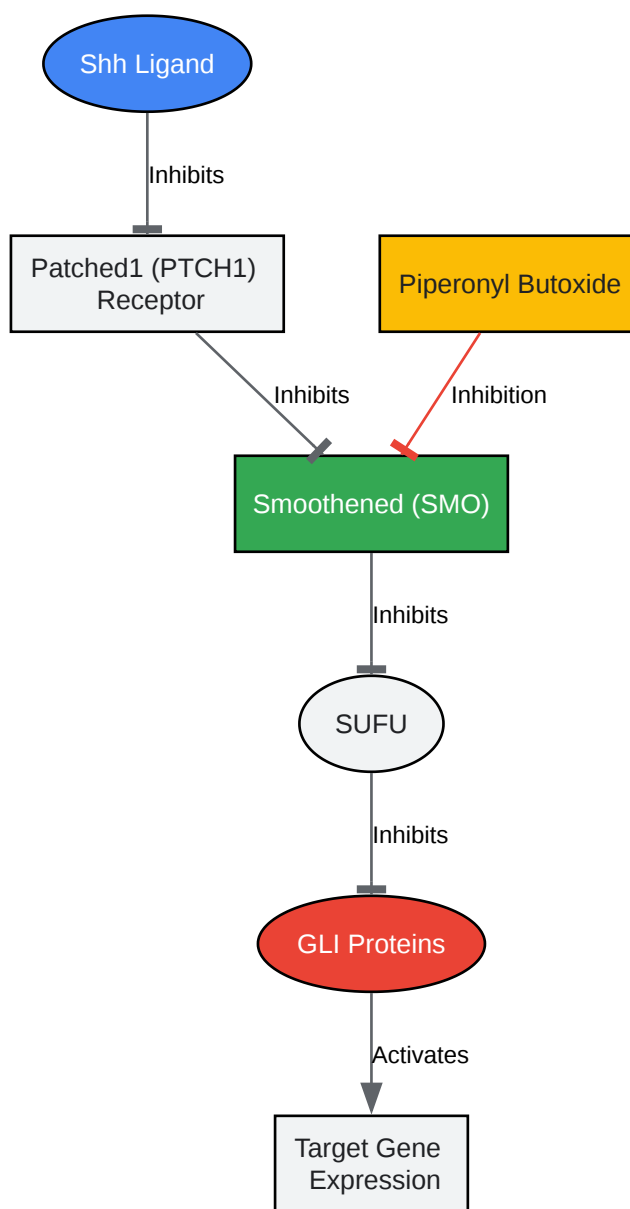 Shh Ligand
Inhibits
Patched1 (PTCH1)
Receptor
Piperonyl Butoxide
Inhibits
Inhibition
Smoothened (SMO)
Inhibits
SUFU
Inhibits
GLI Proteins
Activates
Target Gene
Expression